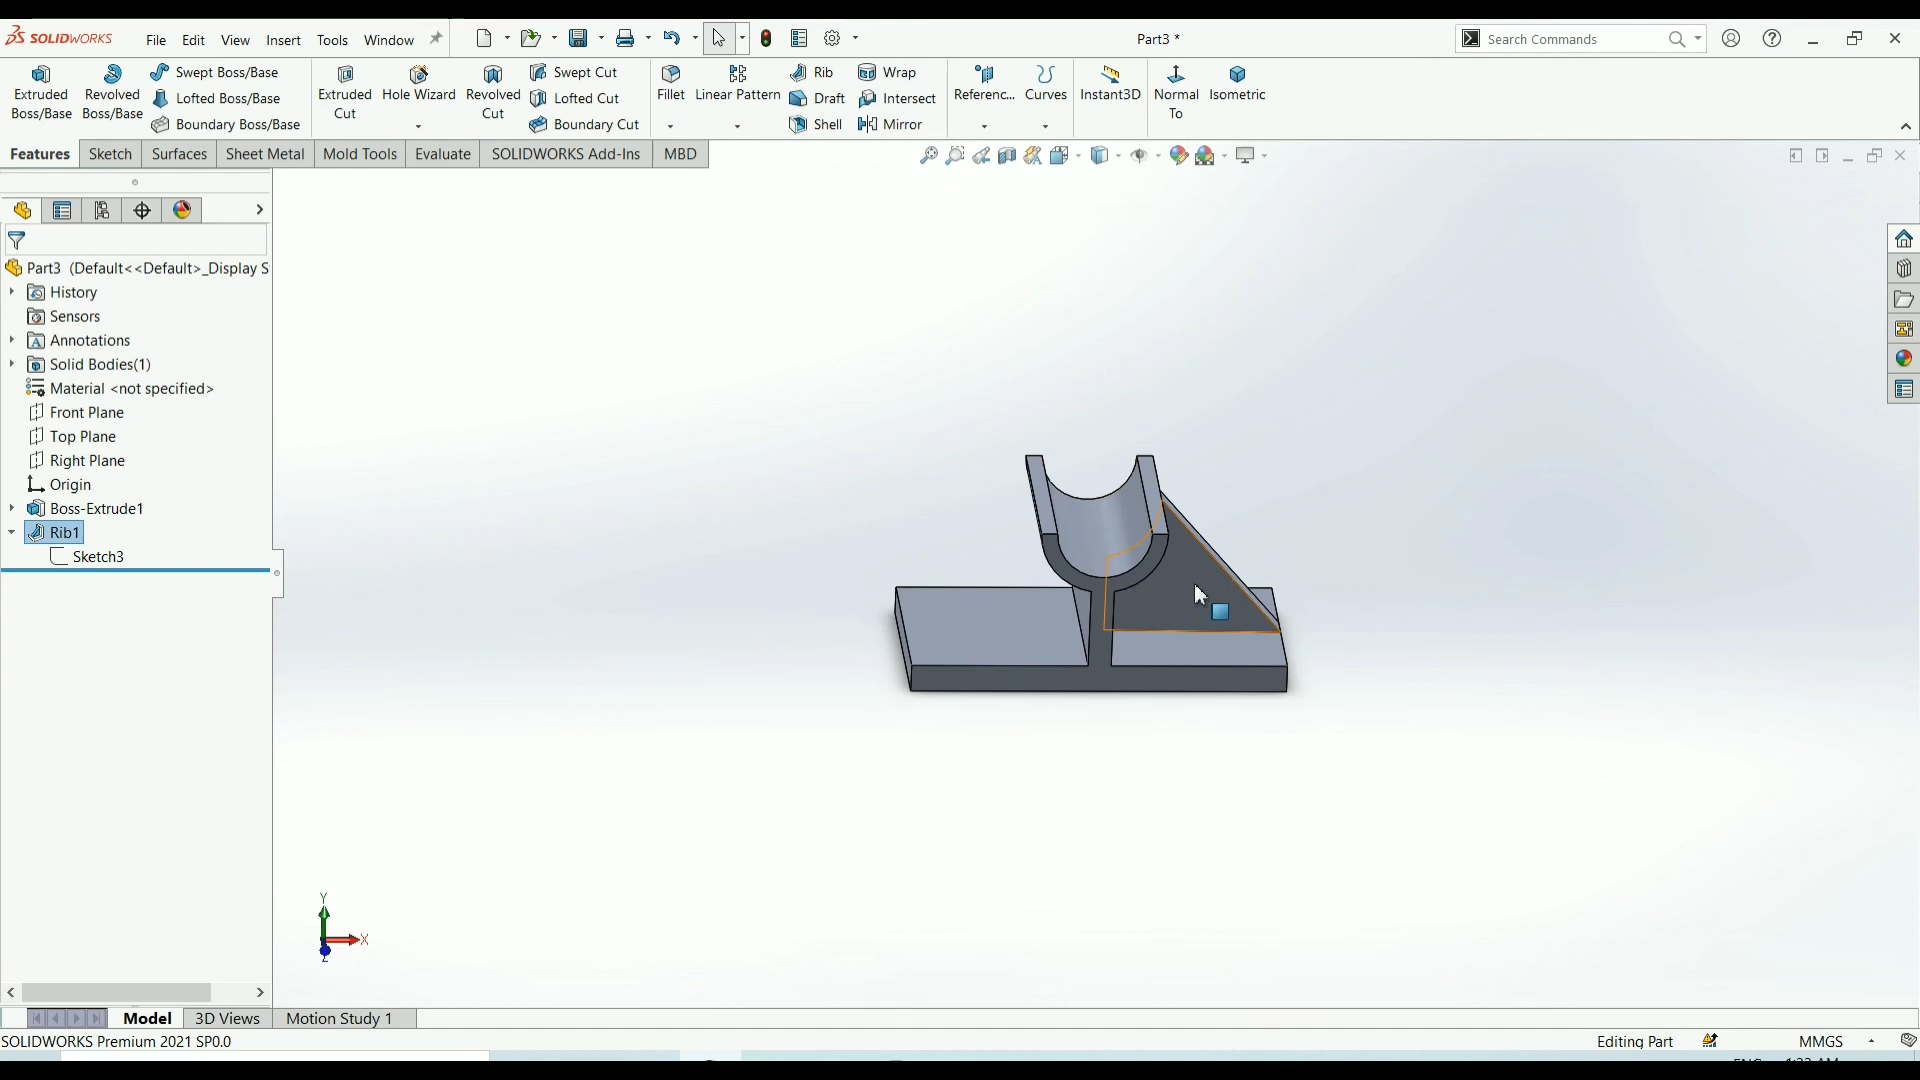 SOLIDWORKS File Edit View Insert Tools Window Part3 * Search Commands
Extruded Boss/Base
Revolved Boss/Base
Swept Boss/Base
Lofted Boss/Base
Boundary Boss/Base
Extruded Cut
Hole Wizard
Revolved Cut
Swept Cut
Lofted Cut
Boundary Cut
Fillet
Linear Pattern
Rib
Draft
Shell
Wrap
Intersect
Mirror
Referenc...
Curves
Instant3D
Normal To
Isometric
Features Sketch Surfaces Sheet Metal Mold Tools Evaluate SOLIDWORKS Add-Ins MBD
Part3 (Default<<Default>_Display S
History
Sensors
Annotations
Solid Bodies(1)
Material <not specified>
Front Plane
Top Plane
Right Plane
Origin
Boss-Extrude1
Rib1
Sketch3
Y
X
Z
Model 3D Views Motion Study 1
SOLIDWORKS Premium 2021 SP0.0 Editing Part MMGS